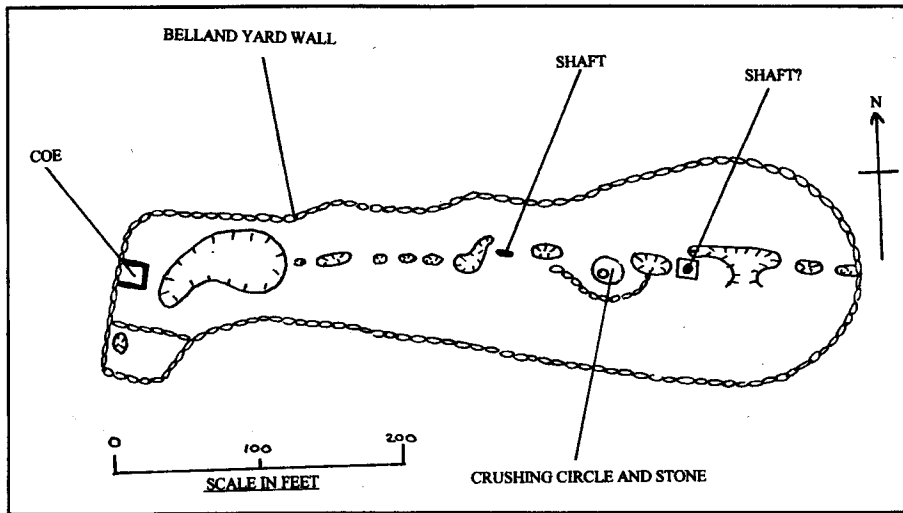 BELLAND YARD WALL
SHAFT
SHAFT?
N
COE
0 100 200
SCALE IN FEET
CRUSHING CIRCLE AND STONE